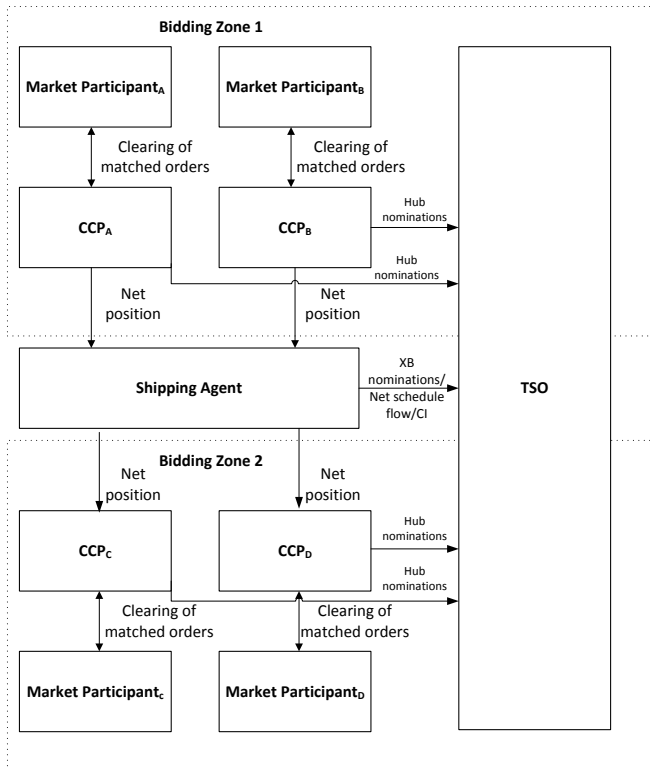 Bidding Zone 1
Market ParticipantA
Market ParticipantB
Clearing of
matched orders
Clearing of
matched orders
CCPA
CCPB
Hub
nominations
Hub
nominations
Net
position
Net
position
Shipping Agent
XB
nominations/
Net schedule
flow/CI
TSO
Bidding Zone 2
Net
position
Net
position
CCPC
CCPD
Hub
nominations
Hub
nominations
Clearing of
matched orders
Clearing of
matched orders
Market Participantc
Market ParticipantD